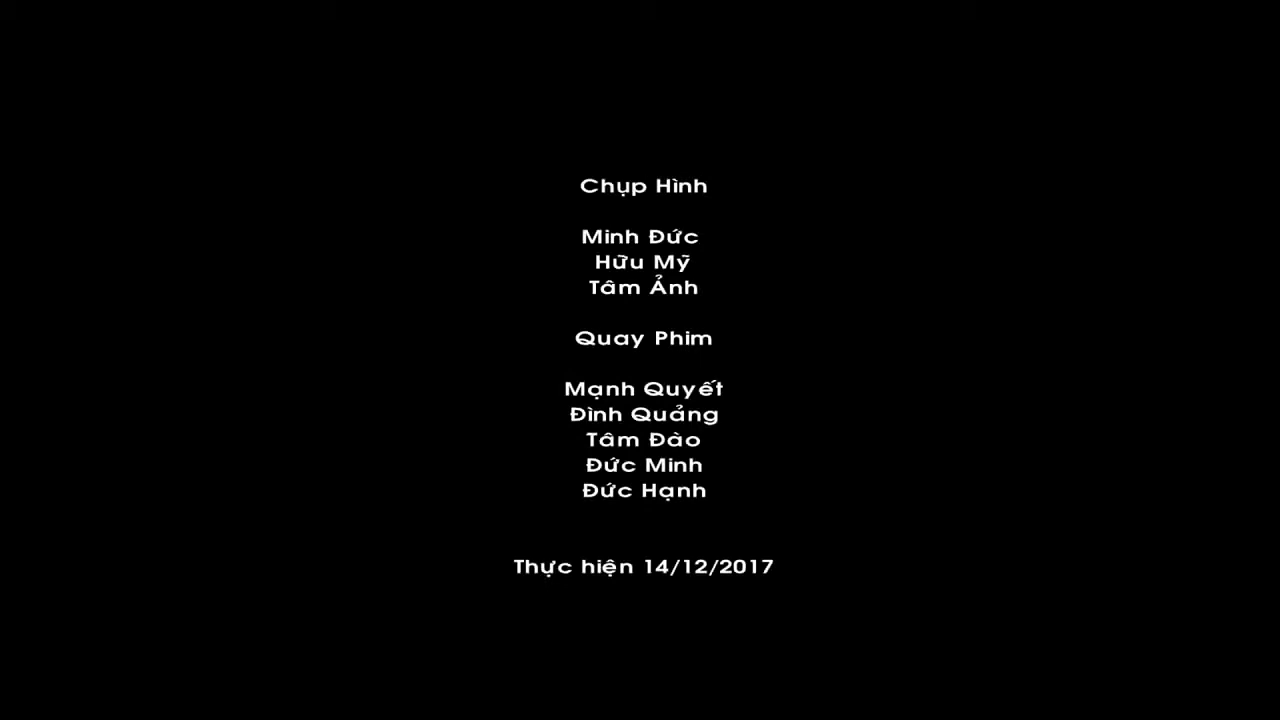 Chụp Hình
Minh Đức
Hữu Mỹ
Tâm Ảnh
Quay Phim
Mạnh Quyết
Đình Quảng
Tâm Đào
Đức Minh
Đức Hạnh
Thực hiện 14/12/2017